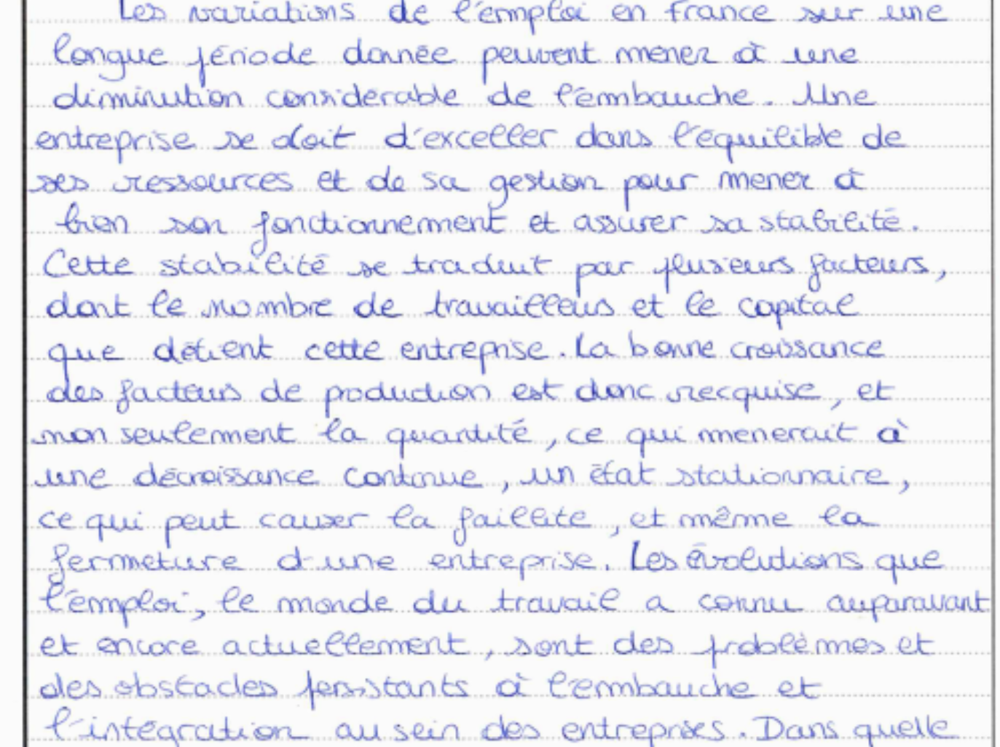 Les variations de l'emploi en France sur une
longue période donnée peuvent mener à une
diminution considérable de l'embauche. Une
entreprise se doit d'exceller dans l'équilible de
ses ressources et de sa gestion pour mener à
bien son fonctionnement et assurer sa stabilité.
Cette stabilité se traduit par plusieurs facteurs,
dont le nombre de travailleurs et le capital
que détient cette entreprise. La bonne croissance
des facteurs de production est donc recquise, et
non seulement la quantité, ce qui menerait à
une décroissance continue, un état stationnaire,
ce qui peut causer la faillite, et même la
fermeture d'une entreprise. Les évolutions que
l'emploi, le monde du travail a connu auparavant
et encore actuellement, sont des problèmes et
des obstacles persistants à l'embauche et
l'intégration au sein des entreprises. Dans quelle